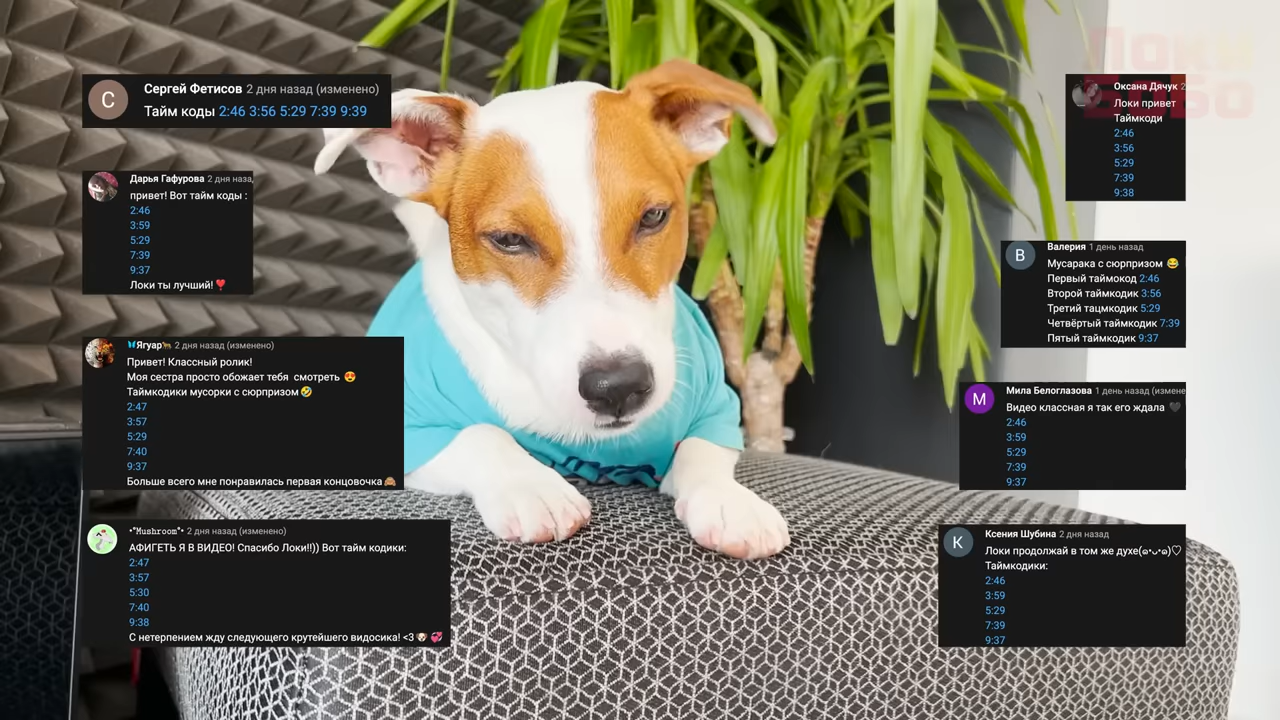 Локи
Бобо
Сергей Фетисов 2 дня назад (изменено)
Тайм коды 2:46 3:56 5:29 7:39 9:39
Дарья Гафурова 2 дня наза
привет! Вот тайм коды :
2:46
3:59
5:29
7:39
9:37
Локи ты лучший!❣️
🦋Ягуар🐆 2 дня назад (изменено)
Привет! Классный ролик!
Моя сестра просто обожает тебя смотреть 😍
Таймкодики мусорки с сюрпризом🤣
2:47
3:57
5:29
7:40
9:37
Больше всего мне понравилась первая концовочка🙈
•"Mushroom"• 2 дня назад (изменено)
АФИГЕТЬ Я В ВИДЕО! Спасибо Локи!!)) Вот тайм кодики:
2:47
3:57
5:30
7:40
9:38
С нетерпением жду следующего крутейшего видосика! <3🐶💞
Оксана Дячук 2
Локи привет
Таймкоди
2:46
3:56
5:29
7:39
9:38
В
Валерия 1 день назад
Мусарака с сюрпризом 😂
Первый таймокод 2:46
Второй таймкодик 3:56
Третий тацмкодик 5:29
Четвёртый таймкодик 7:39
Пятый таймкодик 9:37
М
Мила Белоглазова 1 день назад (измене
Видео классная я так его ждала 🖤
2:46
3:59
5:29
7:39
9:37
К
Ксения Шубина 2 дня назад
Локи продолжай в том же духе(๑•ᴗ•๑)♡
Таймкодики:
2:46
3:59
5:29
7:39
9:37